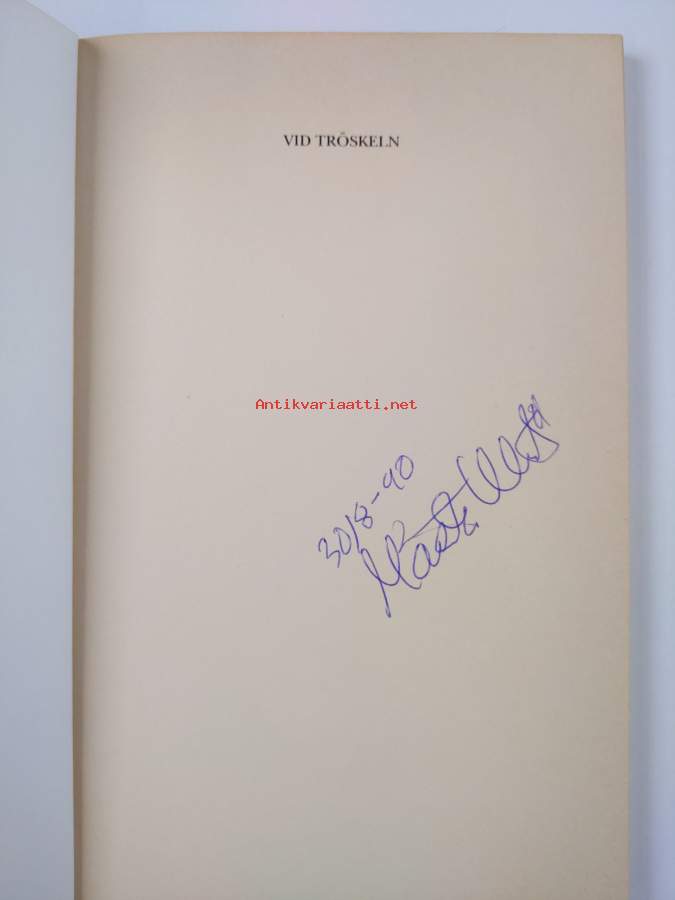 VID TRÖSKELN
Antikvariaatti.net
30/8-90